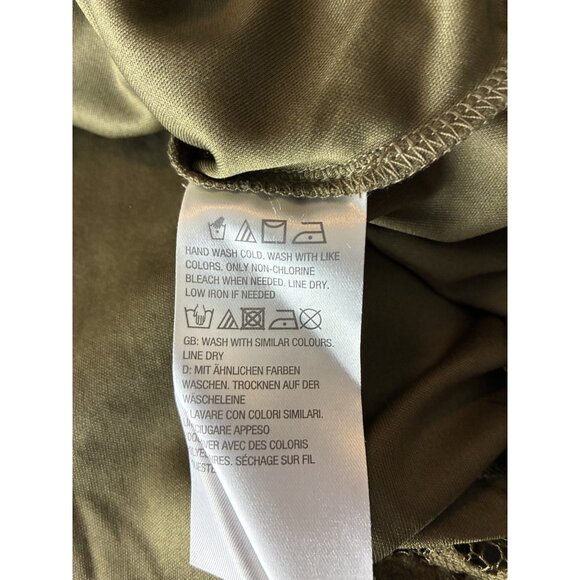 HAND WASH COLD. WASH WITH LIKE
COLORS. ONLY NON-CHLORINE
BLEACH WHEN NEEDED. LINE DRY.
LOW IRON IF NEEDED
GB: WASH WITH SIMILAR COLOURS.
LINE DRY
D: MIT ÄHNLICHEN FARBEN
WASCHEN. TROCKNEN AUF DER
WÄSCHELEINE
LAVARE CON COLORI SIMILARI.
APPESO
AVEC DES COLORIS
SÉCHAGE SUR FIL